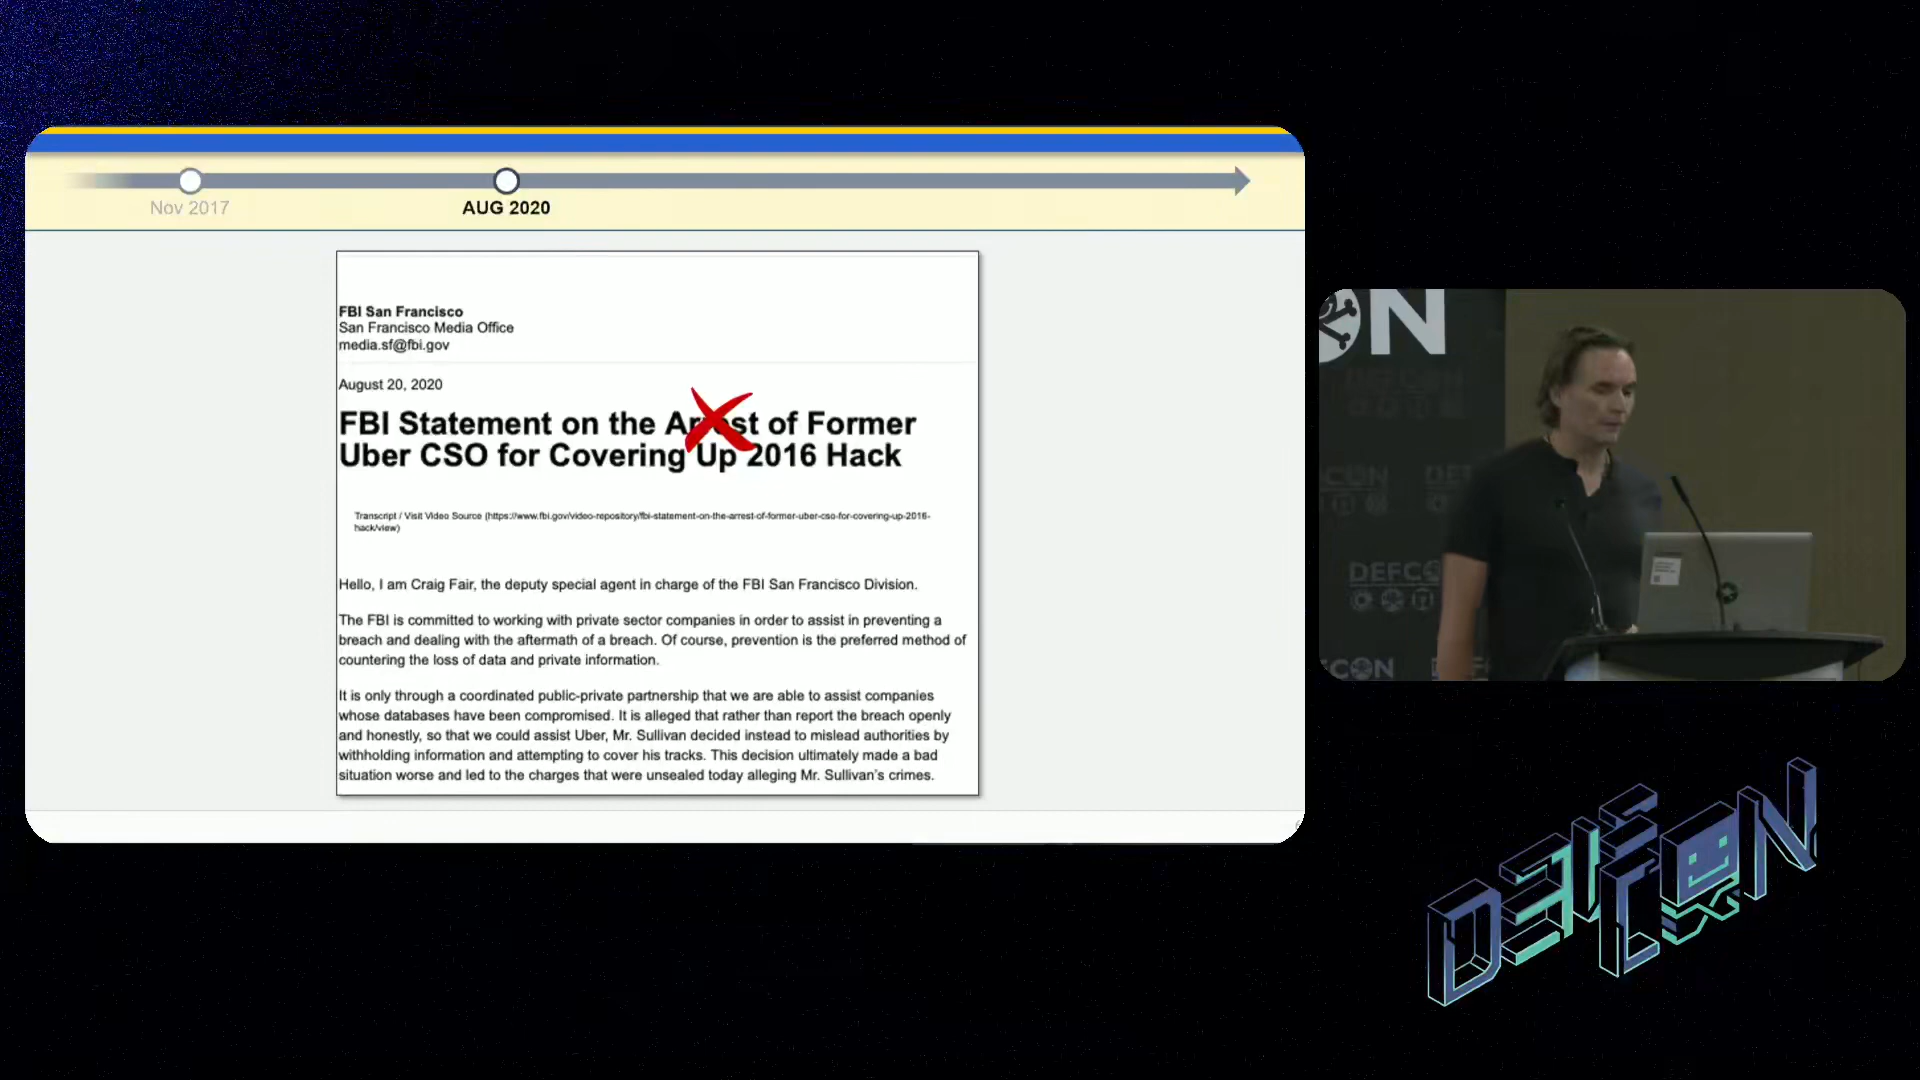 Nov 2017
AUG 2020
FBI San Francisco
San Francisco Media Office
media.sf@fbi.gov
August 20, 2020
FBI Statement on the Arrest of Former
Uber CSO for Covering Up 2016 Hack
Transcript / Visit Video Source (https://www.fbi.gov/video-repository/fbi-statement-on-the-arrest-of-former-uber-cso-for-covering-up-2016-
hack/view)
Hello, I am Craig Fair, the deputy special agent in charge of the FBI San Francisco Division.
The FBI is committed to working with private sector companies in order to assist in preventing a
breach and dealing with the aftermath of a breach. Of course, prevention is the preferred method of
countering the loss of data and private information.
It is only through a coordinated public-private partnership that we are able to assist companies
whose databases have been compromised. It is alleged that rather than report the breach openly
and honestly, so that we could assist Uber, Mr. Sullivan decided instead to mislead authorities by
withholding information and attempting to cover his tracks. This decision ultimately made a bad
situation worse and led to the charges that were unsealed today alleging Mr. Sullivan's crimes.
ON
DEFCON
DEF
DEFC
DEFCON